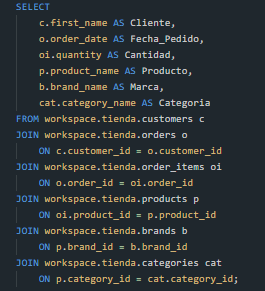 SELECT
    c.first_name AS Cliente,
    o.order_date AS Fecha_Pedido,
    oi.quantity AS Cantidad,
    p.product_name AS Producto,
    b.brand_name AS Marca,
    cat.category_name AS Categoria
FROM workspace.tienda.customers c
JOIN workspace.tienda.orders o
    ON c.customer_id = o.customer_id
JOIN workspace.tienda.order_items oi
    ON o.order_id = oi.order_id
JOIN workspace.tienda.products p
    ON oi.product_id = p.product_id
JOIN workspace.tienda.brands b
    ON p.brand_id = b.brand_id
JOIN workspace.tienda.categories cat
    ON p.category_id = cat.category_id;